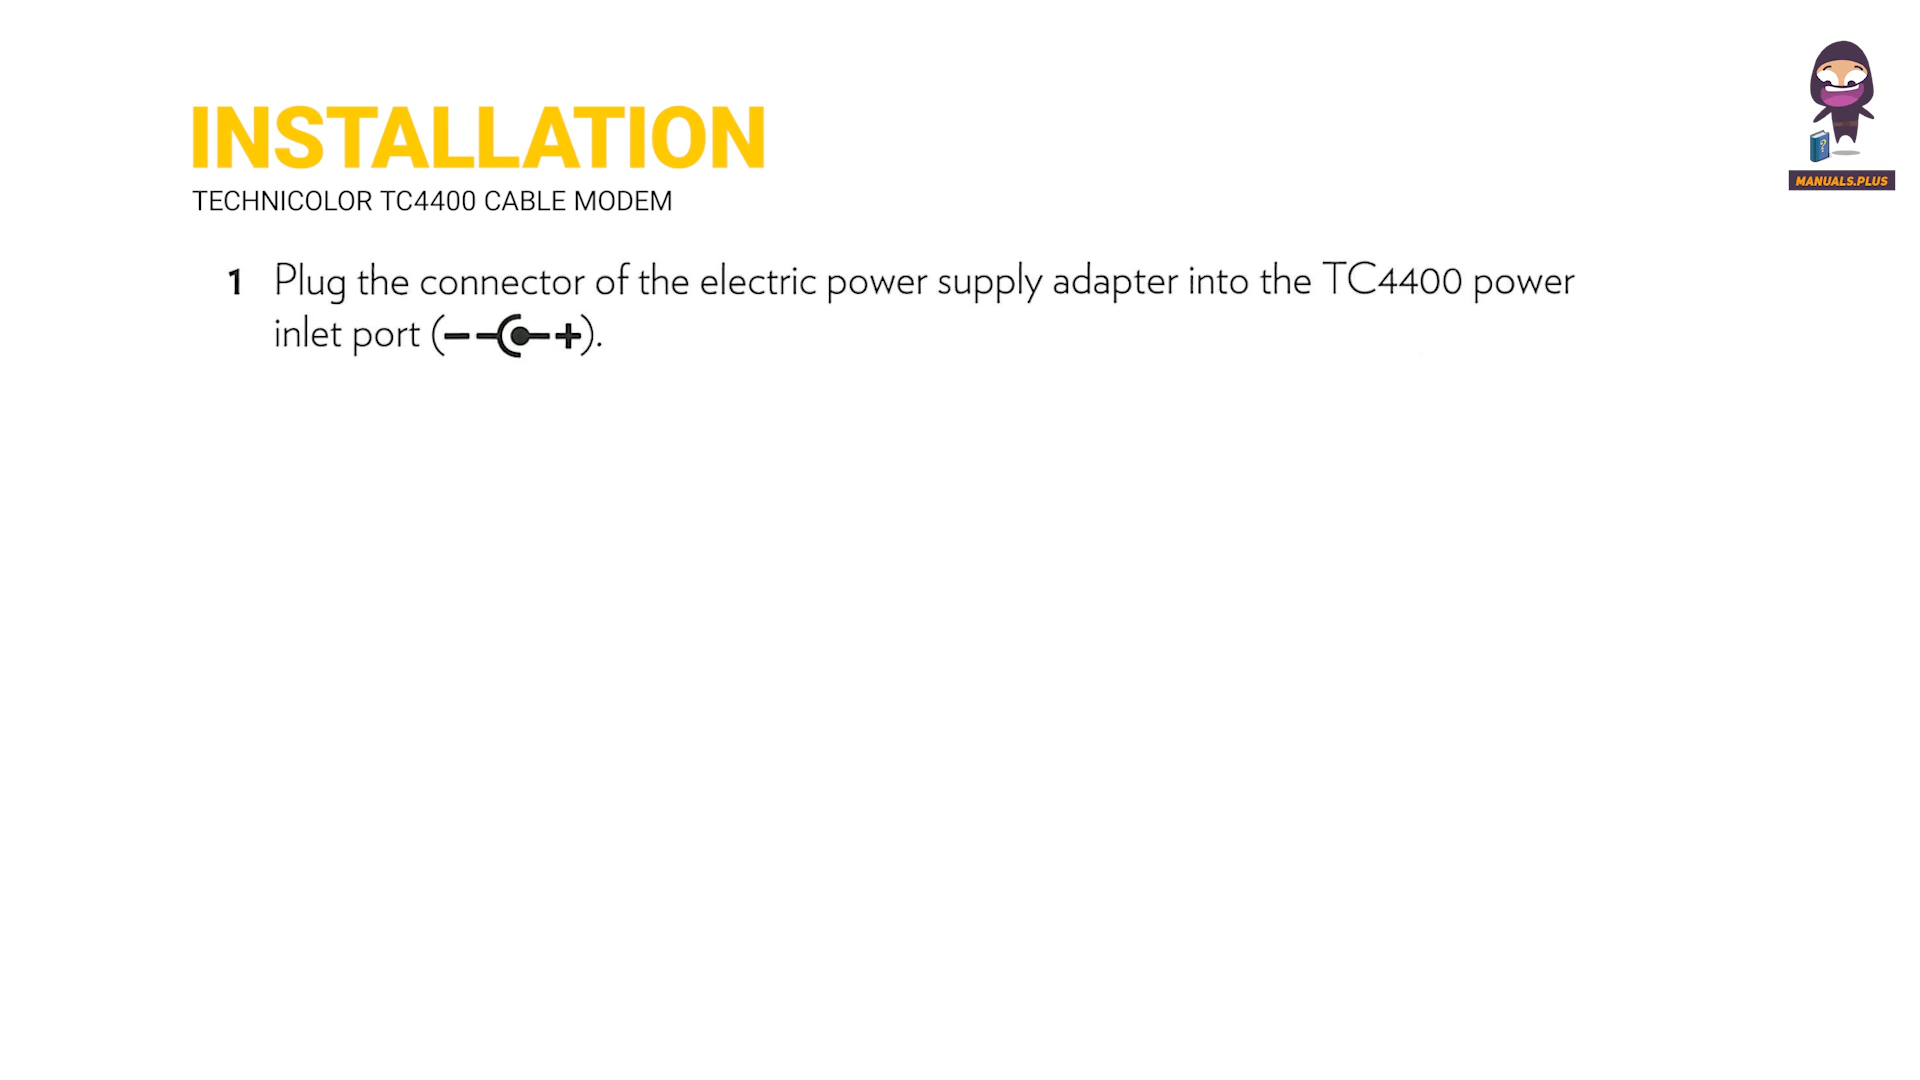 INSTALLATION
TECHNICOLOR TC4400 CABLE MODEM
1 Plug the connector of the electric power supply adapter into the TC4400 power
inlet port ( ).
MANUALS.PLUS